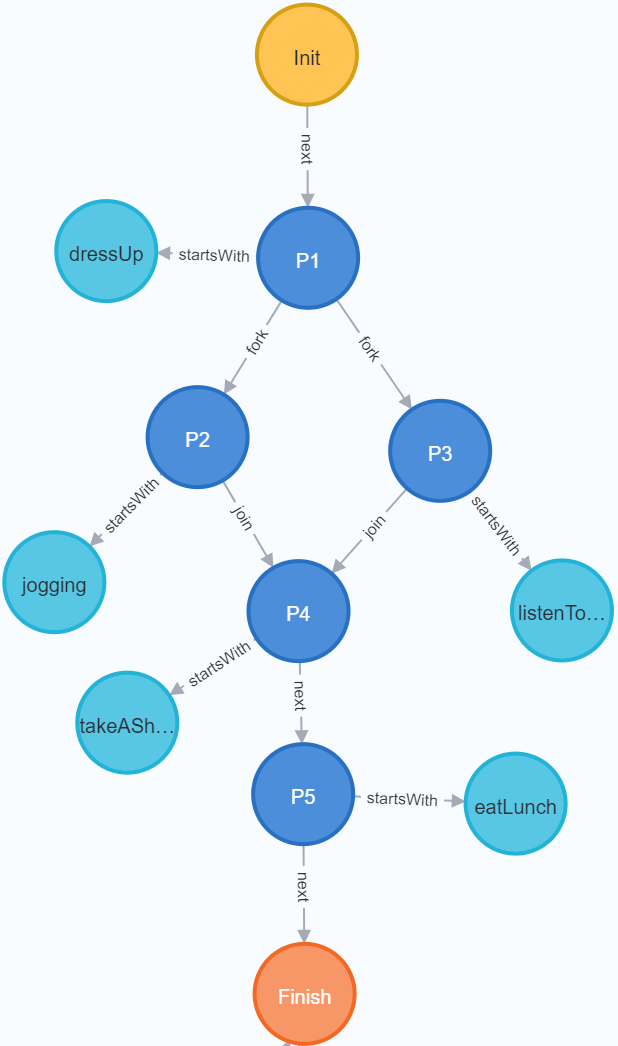 Init
next
P1
startsWith
dressUp
fork
fork
P2
P3
startsWith
join
join
startsWith
jogging
P4
listenTo...
startsWith
takeASh...
next
P5
startsWith
eatLunch
next
Finish